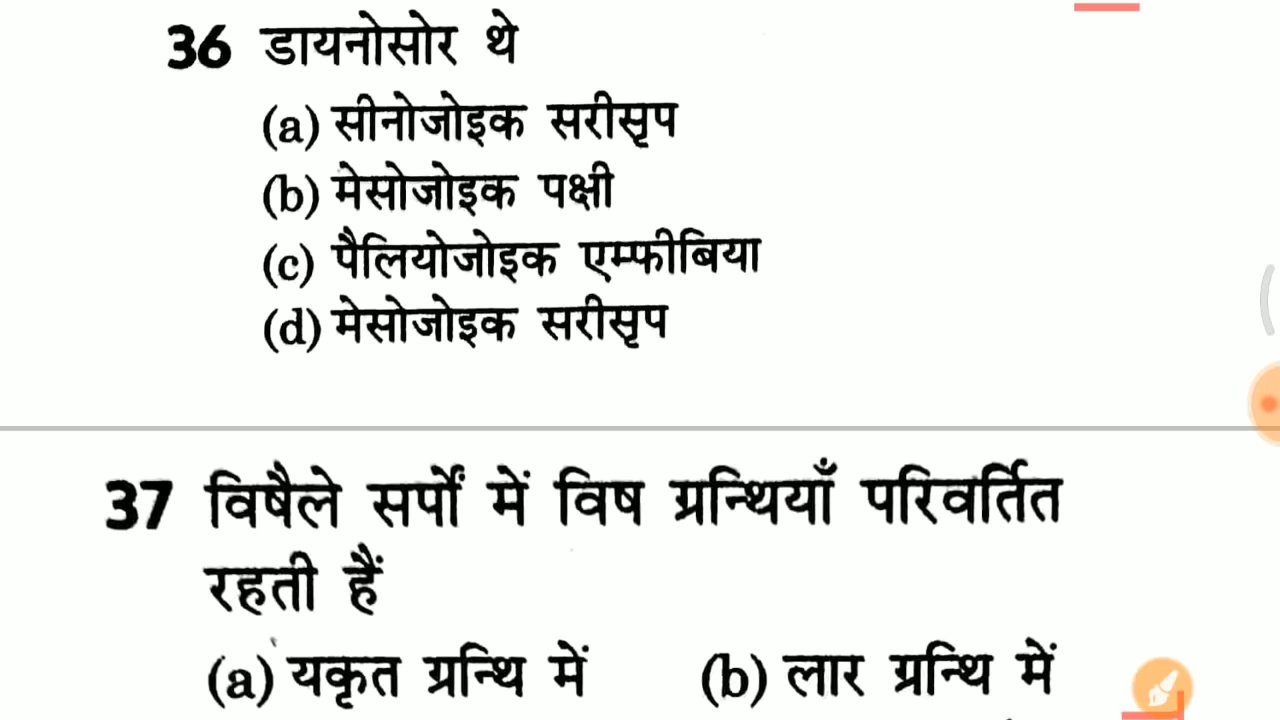 36 डायनोसोर थे
(a) सीनोजोइक सरीसृप
(b) मेसोजोइक पक्षी
(c) पैलियोजोइक एम्फीबिया
(d) मेसोजोइक सरीसृप
37 विषैले सर्पों में विष ग्रन्थियाँ परिवर्तित
रहती हैं
(a) यकृत ग्रन्थि में (b) लार ग्रन्थि में